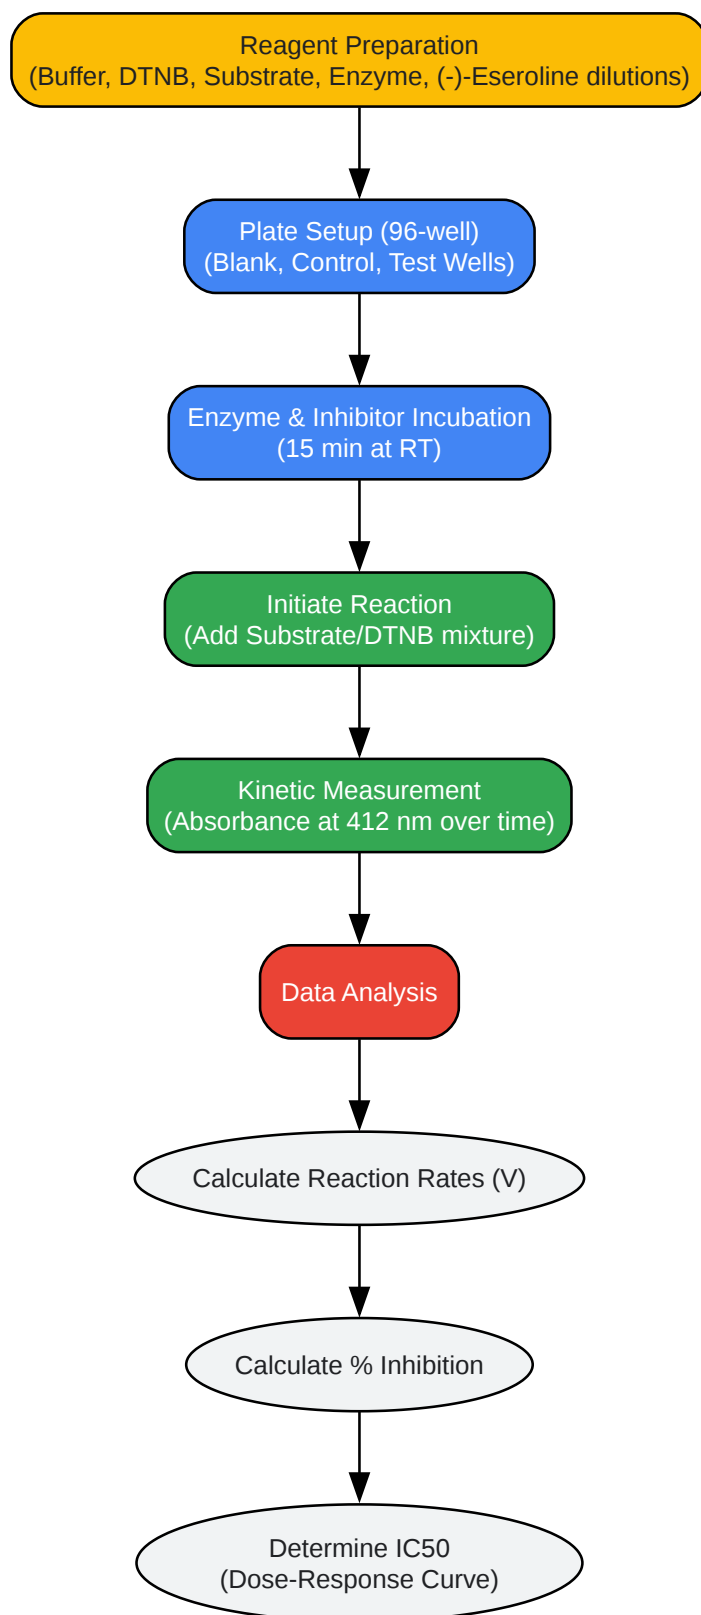 Reagent Preparation
(Buffer, DTNB, Substrate, Enzyme, (-)-Eseroline dilutions)
Plate Setup (96-well)
(Blank, Control, Test Wells)
Enzyme & Inhibitor Incubation
(15 min at RT)
Initiate Reaction
(Add Substrate/DTNB mixture)
Kinetic Measurement
(Absorbance at 412 nm over time)
Data Analysis
Calculate Reaction Rates (V)
Calculate % Inhibition
Determine IC50
(Dose-Response Curve)